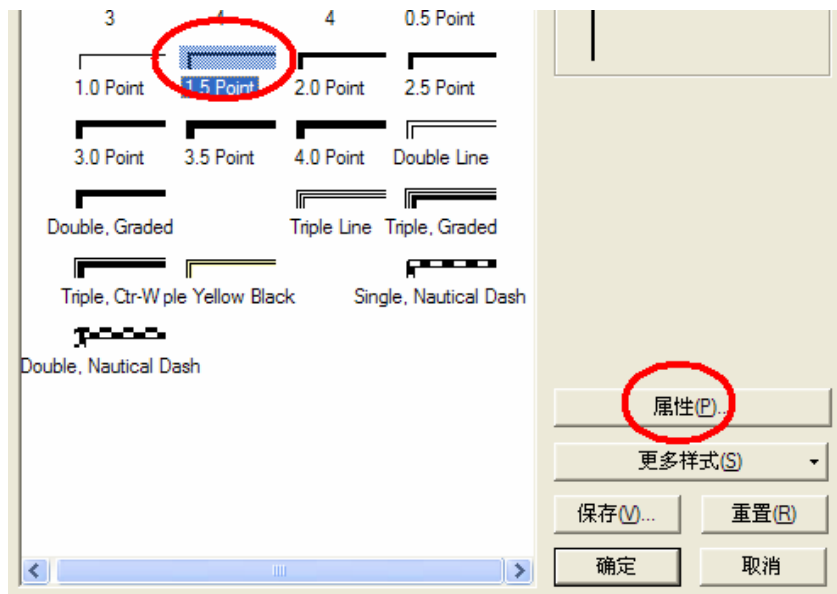 3 4 4 0.5 Point
1.0 Point 1.5 Point 2.0 Point 2.5 Point
3.0 Point 3.5 Point 4.0 Point Double Line
Double, Graded Triple Line Triple, Graded
Triple, Ctr-W ple Yellow Black Single, Nautical Dash
Double, Nautical Dash
属性(P)...
更多样式(S)
保存(V)... 重置(R)
确定 取消